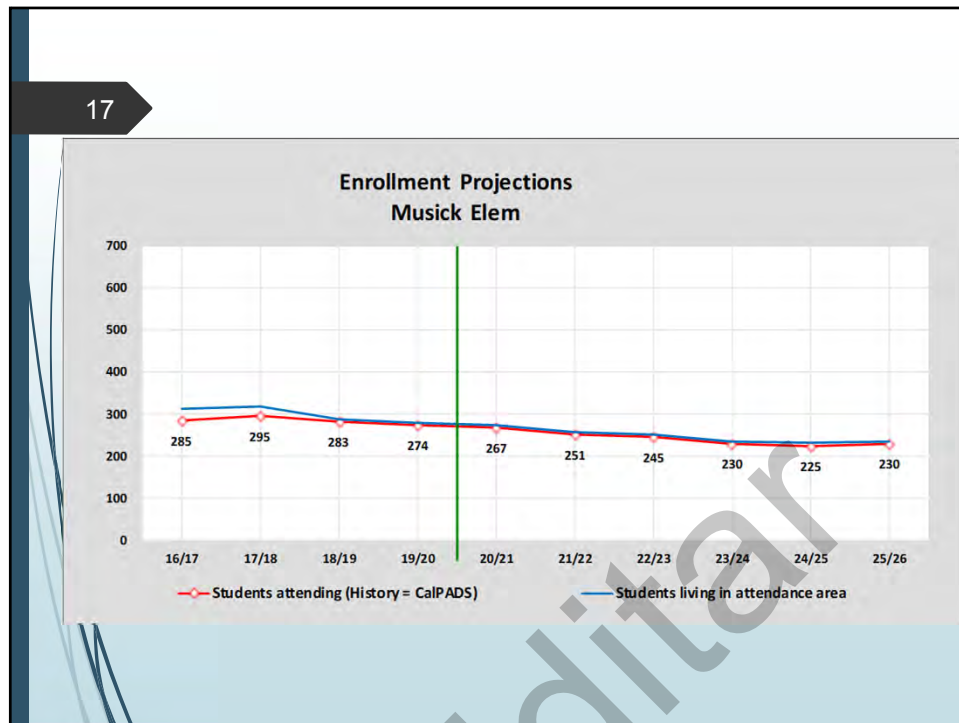 17
Enrollment Projections
Musick Elem
700
600
500
400
300
200
100
0
285 295 283 274 267 251 245 230 225 230
16/17 17/18 18/19 19/20 20/21 21/22 22/23 23/24 24/25 25/26
Students attending (History = CalPADS) Students living in attendance area